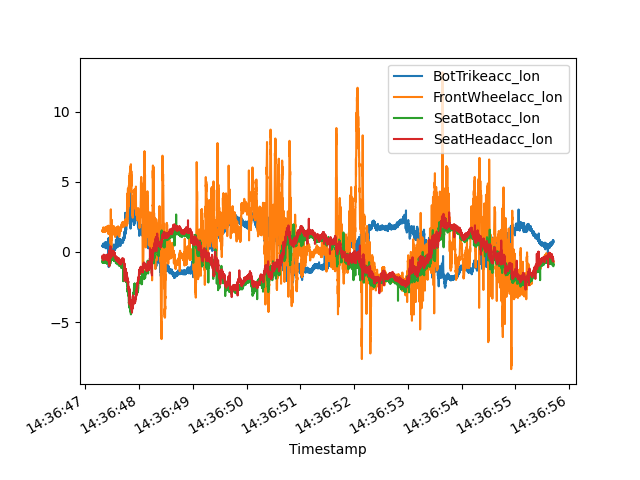 BotTrikeacc_lon
FrontWheelacc_lon
SeatBotacc_lon
SeatHeadacc_lon
10
5
0
−5
14:36:47
14:36:48
14:36:49
14:36:50
14:36:51
14:36:52
14:36:53
14:36:54
14:36:55
14:36:56
Timestamp